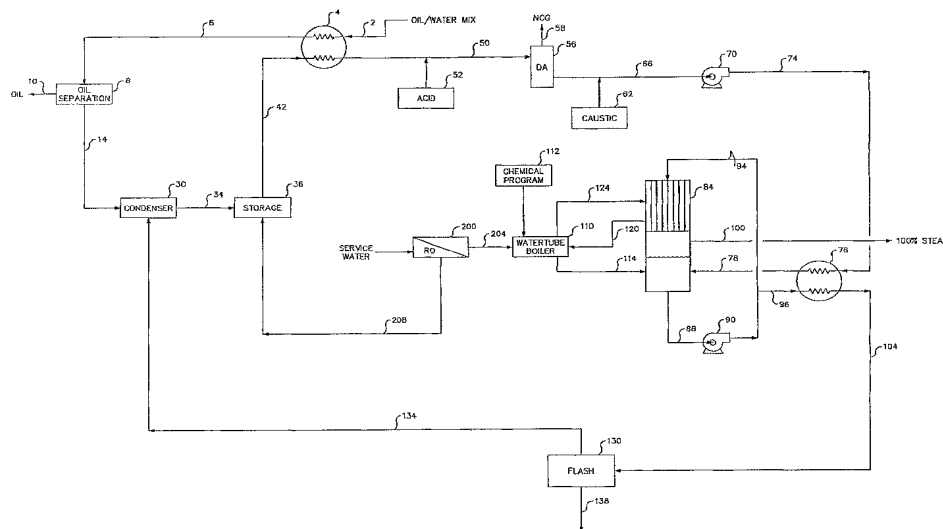 4
2
OIL/WATER MIX
6
NCG
58
56
DA
50
66
70
74
10
OIL
OIL
SEPARATION
8
42
52
ACID
62
CAUSTIC
14
112
CHEMICAL
PROGRAM
94
30
CONDENSER
34
36
STORAGE
124
84
SERVICE
WATER
200
RO
204
110
WATERTUBE
BOILER
120
114
100
100% STEA
78
76
96
208
88
90
104
134
130
FLASH
138